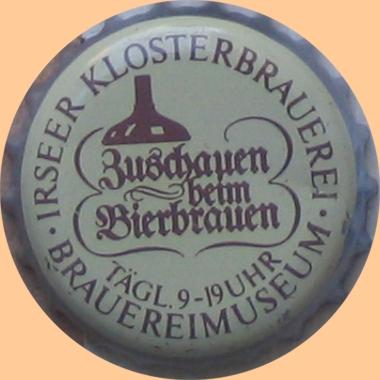 · IRSEER KLOSTERBRAUEREI ·
Zuschauen
beim
Bierbrauen
TÄGL. 9-19 UHR
BRAUEREIMUSEUM